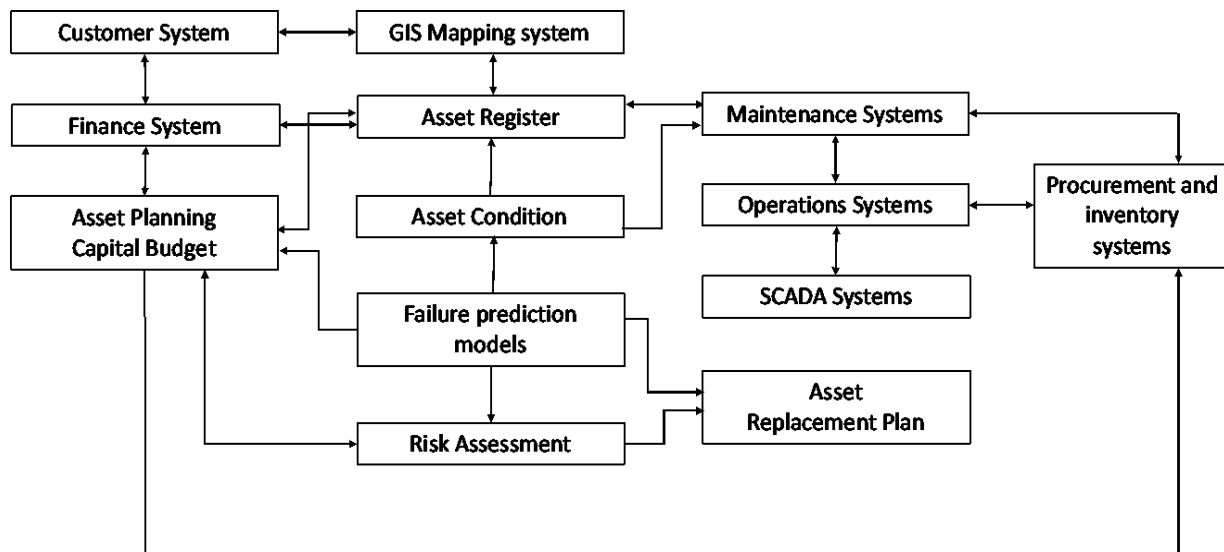 Customer System
GIS Mapping system
Finance System
Asset Register
Maintenance Systems
Asset Planning
Capital Budget
Asset Condition
Operations Systems
Procurement and
inventory
systems
SCADA Systems
Failure prediction
models
Asset
Replacement Plan
Risk Assessment